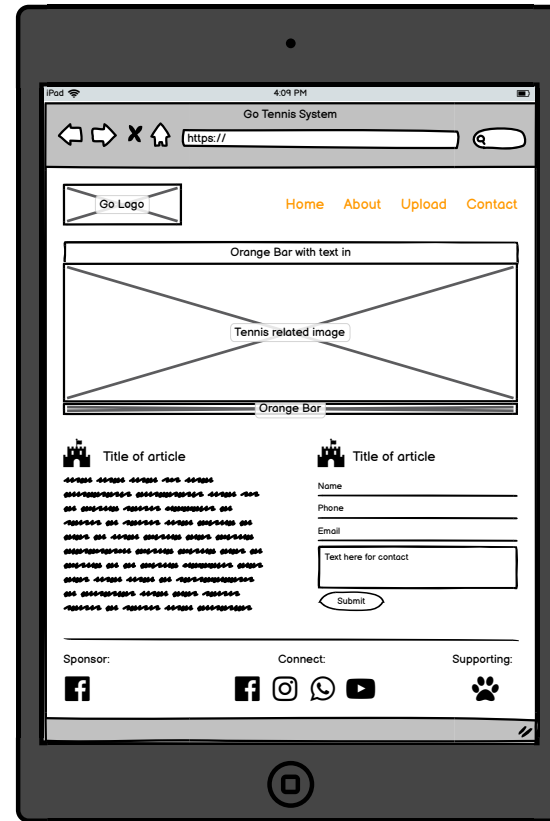 iPad 4:09 PM
Go Tennis System
https://
Go Logo
Home About Upload Contact
Orange Bar with text in
Tennis related image
Orange Bar
Title of article
Title of article
Name
Phone
Email
Text here for contact
Submit
Sponsor: Connect: Supporting: